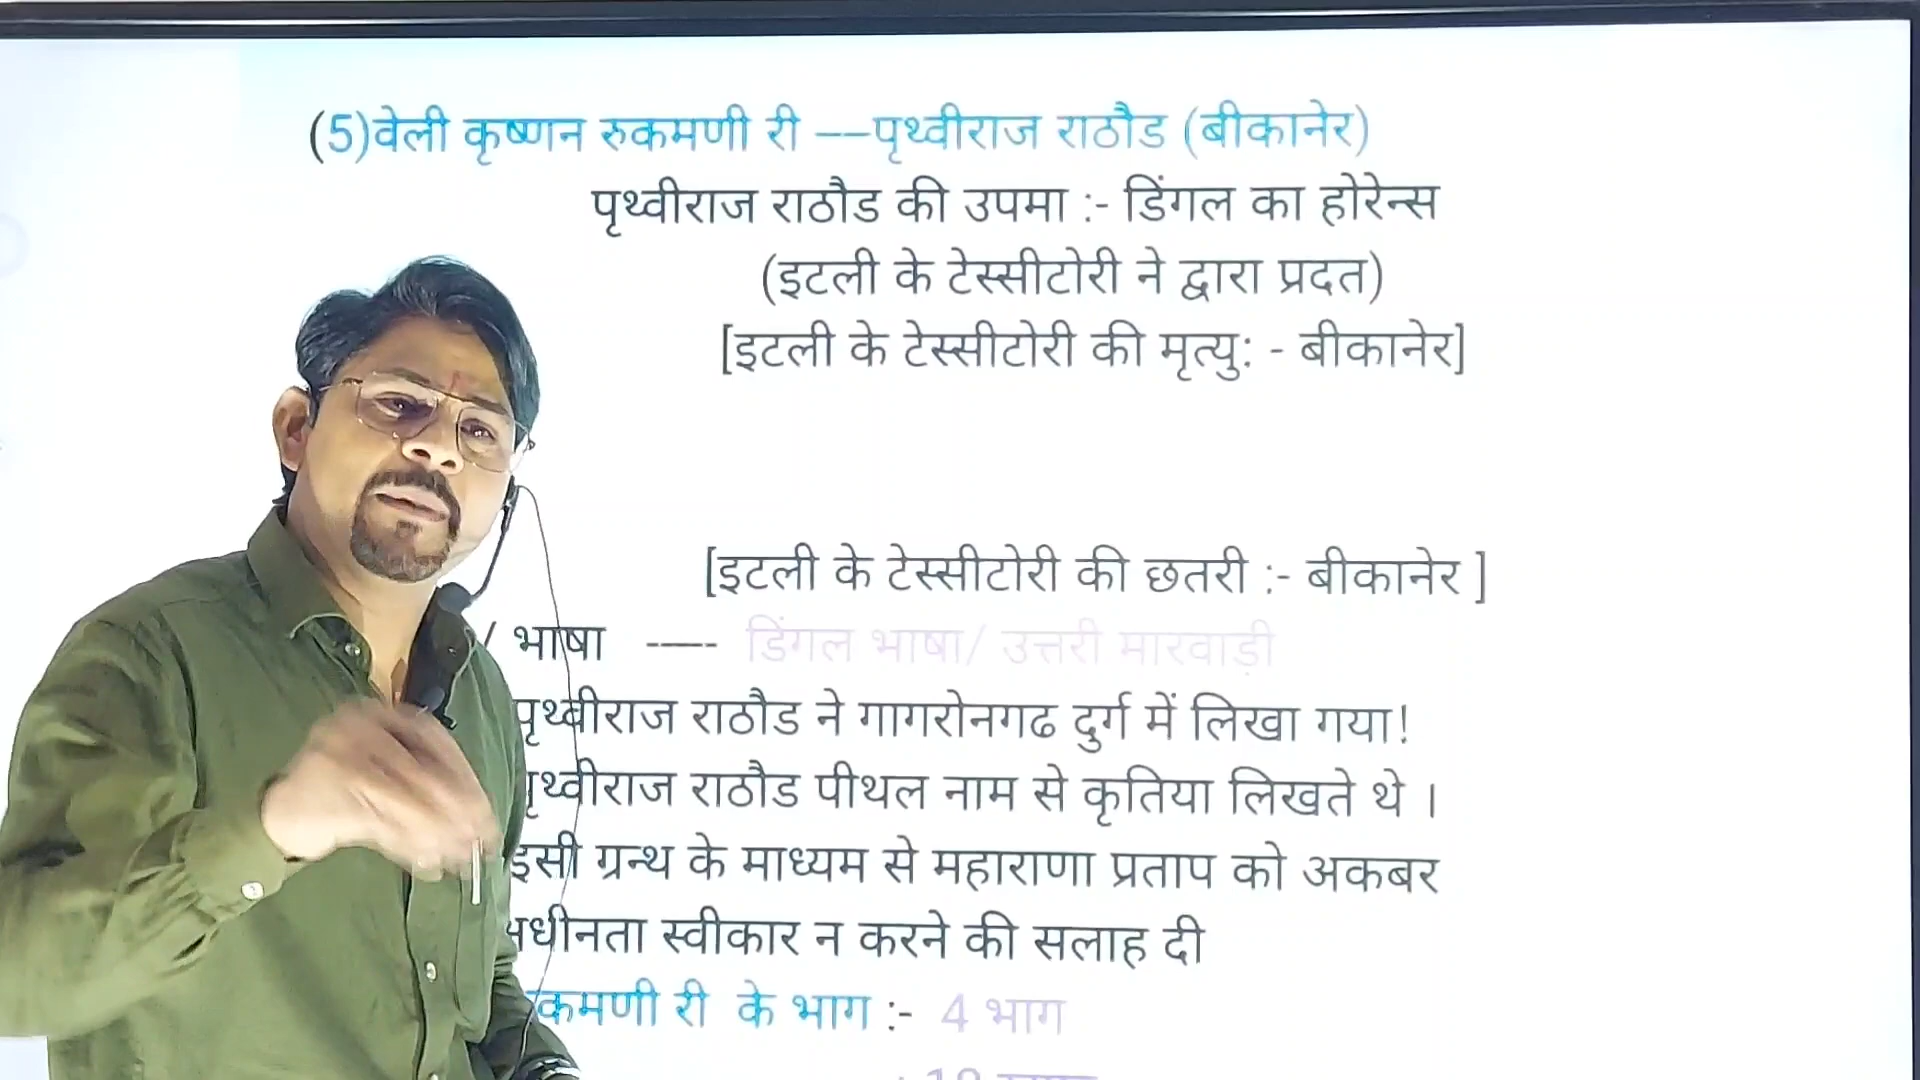 (5)वेली कृष्णन रुकमणी री –––पृथ्वीराज राठौड (बीकानेर)
पृथ्वीराज राठौड की उपमा :- डिंगल का होरेन्स
(इटली के टेस्सीटोरी ने द्वारा प्रदत)
[इटली के टेस्सीटोरी की मृत्यु: - बीकानेर]
[इटली के टेस्सीटोरी की छतरी :- बीकानेर ]
/ भाषा ----- डिंगल भाषा/ उत्तरी मारवाड़ी
पृथ्वीराज राठौड ने गागरोनगढ दुर्ग में लिखा गया!
पृथ्वीराज राठौड पीथल नाम से कृतिया लिखते थे ।
इसी ग्रन्थ के माध्यम से महाराणा प्रताप को अकबर
अधीनता स्वीकार न करने की सलाह दी
कमणी री के भाग :- 4 भाग